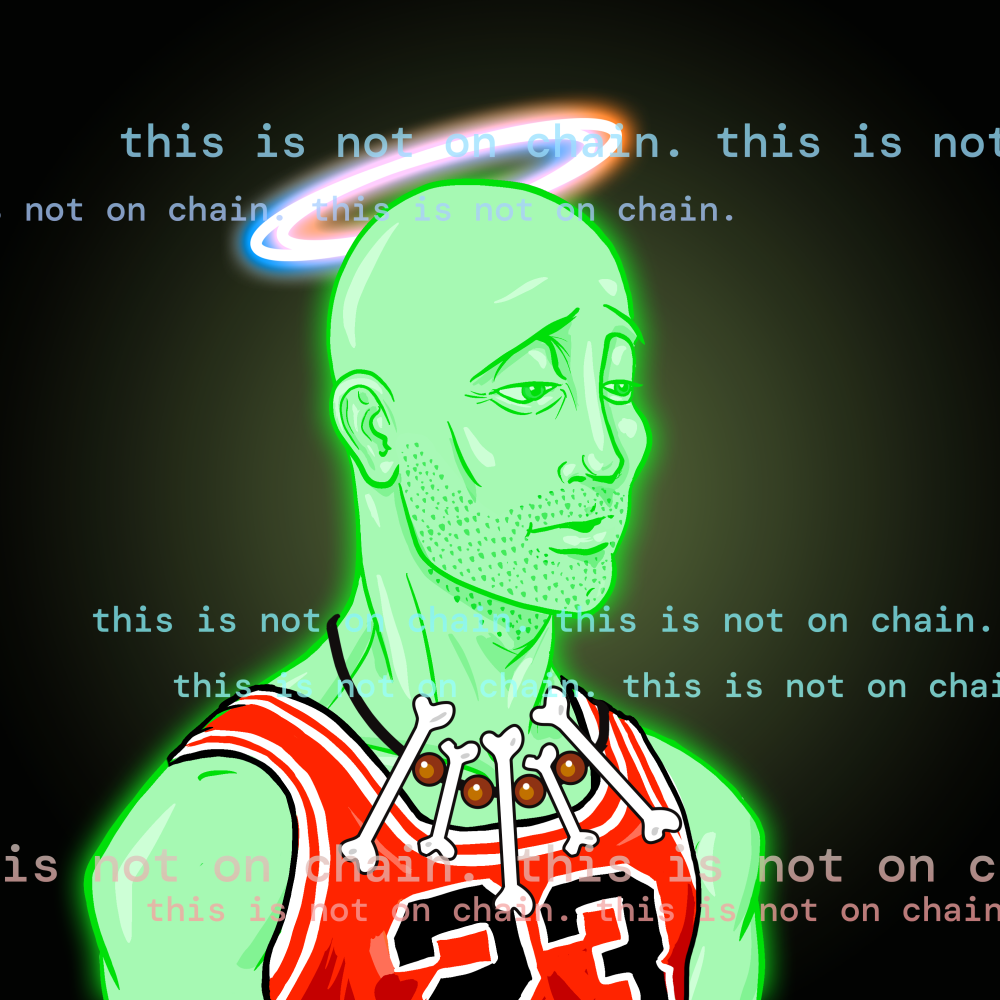 this is not on chain. this is not
not on chain. this is not on chain.
this is not on chain. this is not on chain.
this is not on chain. this is not on chai
is not on chain. this is not on c
this is not on chain. this is not on chain
23